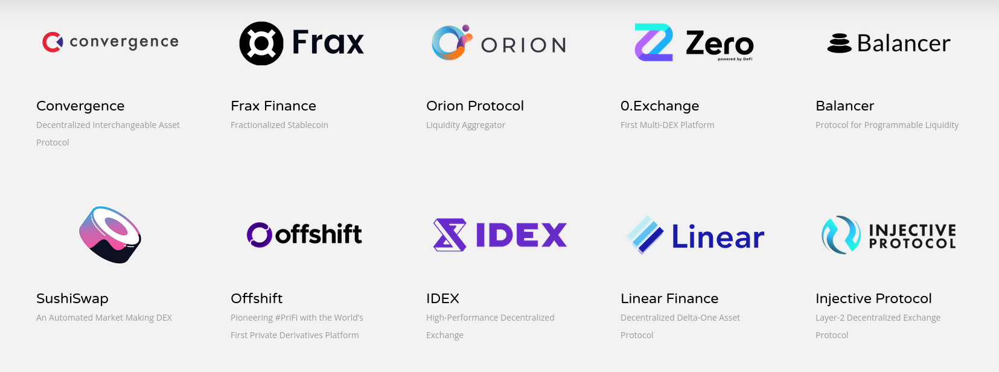 convergence
Frax
ORION
Zero
powered by DeFi
Balancer
Convergence
Decentralized Interchangeable Asset
Protocol
Frax Finance
Fractionalized Stablecoin
Orion Protocol
Liquidity Aggregator
0.Exchange
First Multi-DEX Platform
Balancer
Protocol for Programmable Liquidity
offshift
IDEX
Linear
INJECTIVE
PROTOCOL
SushiSwap
An Automated Market Making DEX
Offshift
Pioneering #PriFi with the World's
First Private Derivatives Platform
IDEX
High-Performance Decentralized
Exchange
Linear Finance
Decentralized Delta-One Asset
Protocol
Injective Protocol
Layer-2 Decentralized Exchange
Protocol